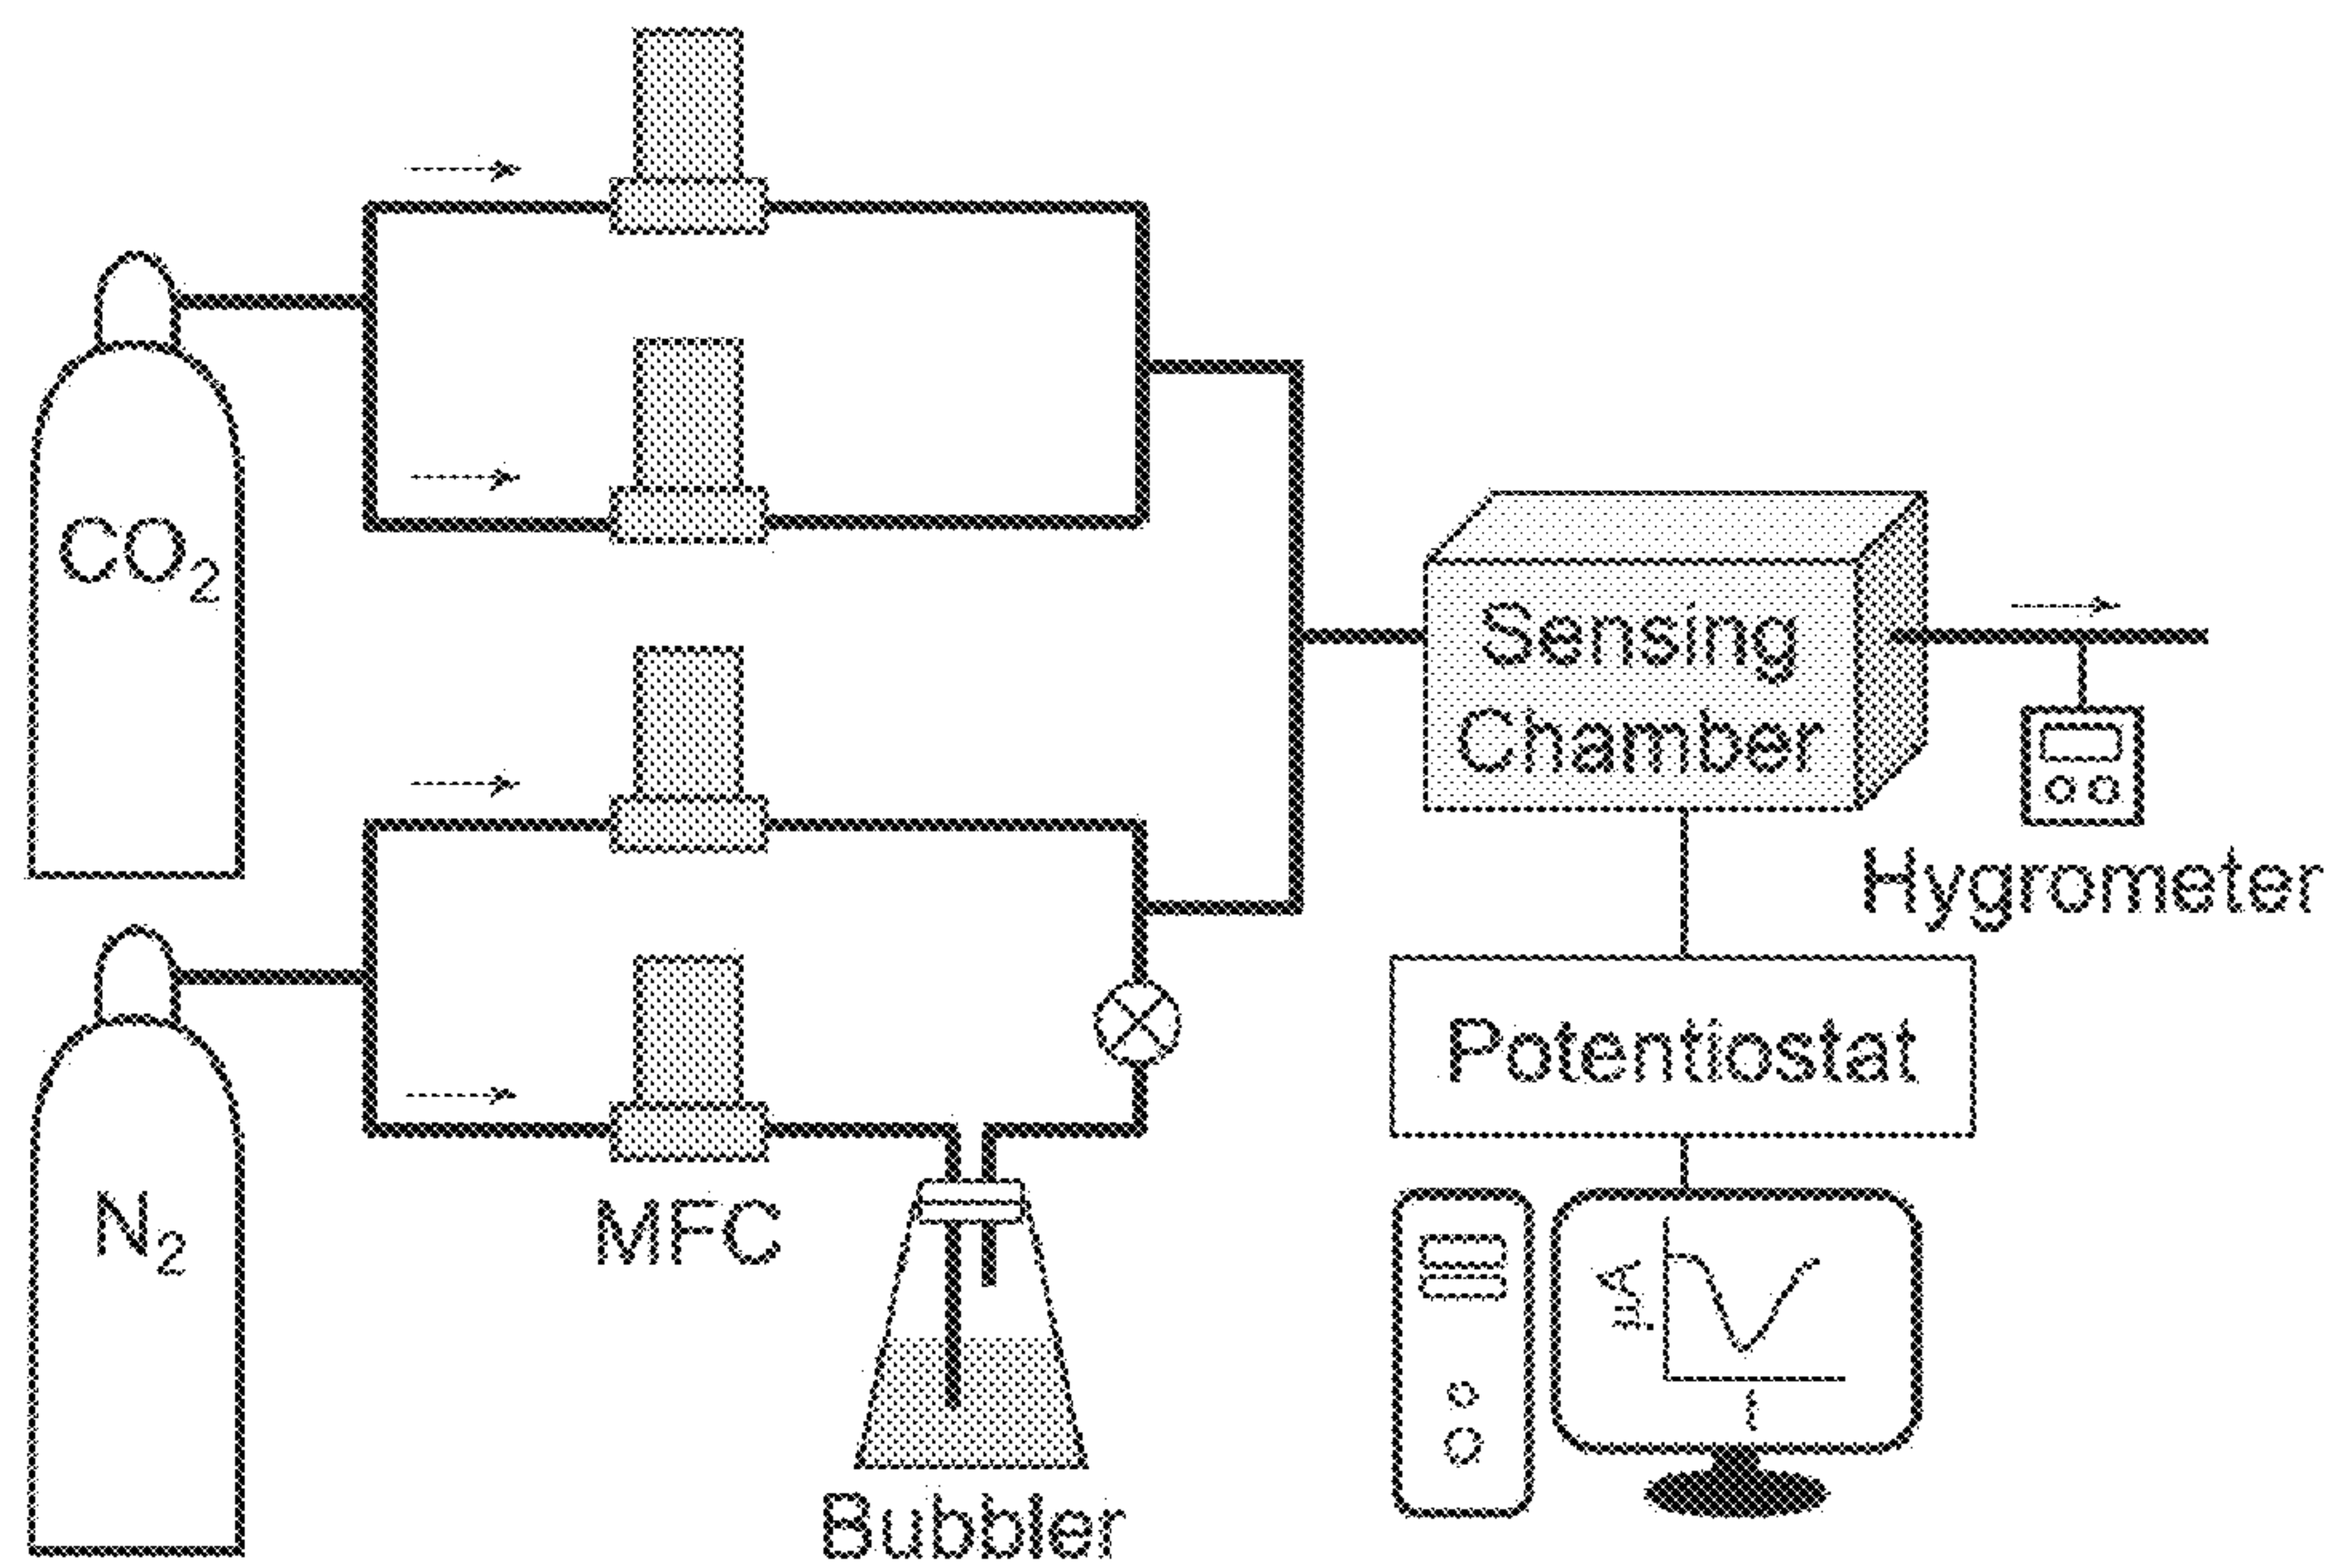 CO₂
Sensing
Chamber
Hygrometer
Potentiostat
N₂
MFC
µA
t
Bubbler